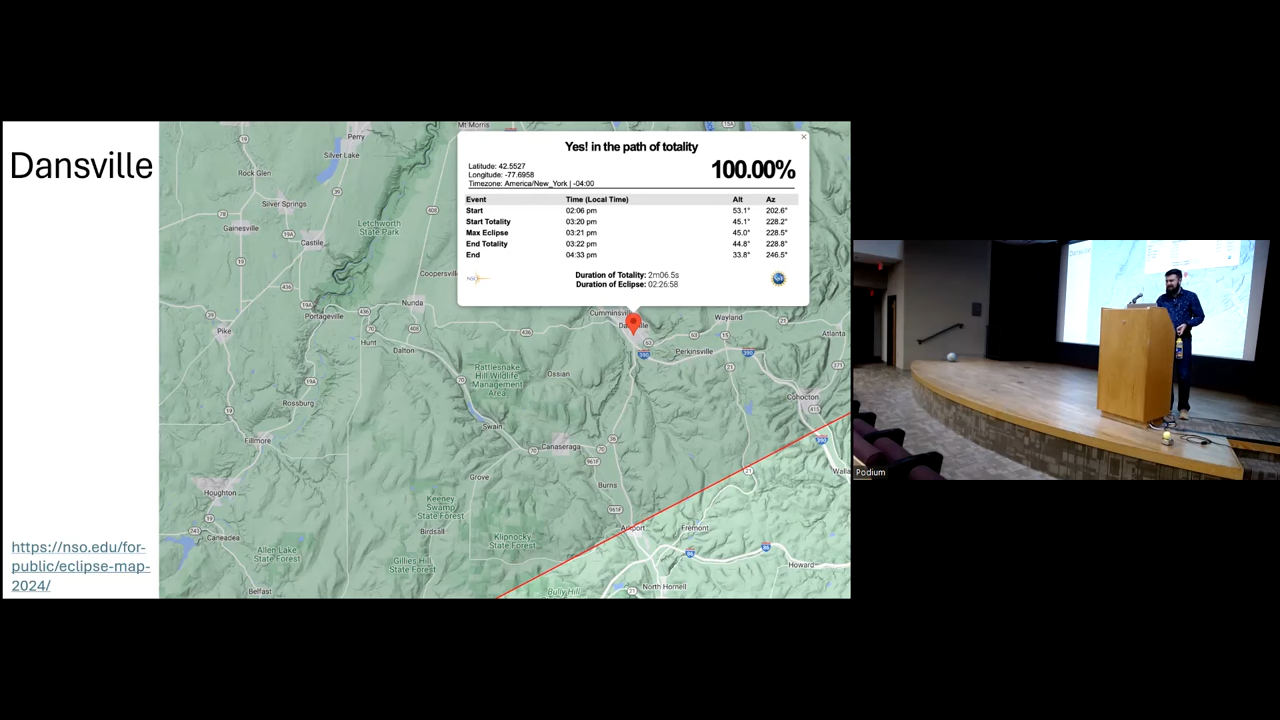 Dansville
https://nso.edu/for-
public/eclipse-map-
2024/
Yes! in the path of totality
100.00%
Latitude: 42.5527
Longitude: -77.6958
Timezone: America/New_York | -04:00
Event Time (Local Time) Alt Az
Start 02:06 pm 53.1° 202.6°
Start Totality 03:20 pm 45.1° 228.2°
Max Eclipse 03:21 pm 45.0° 228.5°
End Totality 03:22 pm 44.8° 228.8°
End 04:33 pm 33.8° 246.5°
Duration of Totality: 2m06.5s
Duration of Eclipse: 02:26:58
NSO
Mt Morris
Perry
Silver Lake
Rock Glen
Silver Springs
Gainesville
Castile
Letchworth
State Park
Coopersvill
Nunda
Portageville
Pike
Hunt
Dalton
Cumminsvill
Wayland
Atlanta
Perkinsville
Rattlesnake
Hill Wildlife
Management
Area
Ossian
Cohocton
Rossburg
Swain
Fillmore
Canaseraga
Grove
Burns
Houghton
Keeney
Swamp
State Forest
Birdsall
Klipnocky
State Forest
Arkport
Fremont
Caneadea
Allen Lake
State Forest
Gillies Hill
State Forest
Howard
Belfast
Bully Hill
North Hornell
Podium